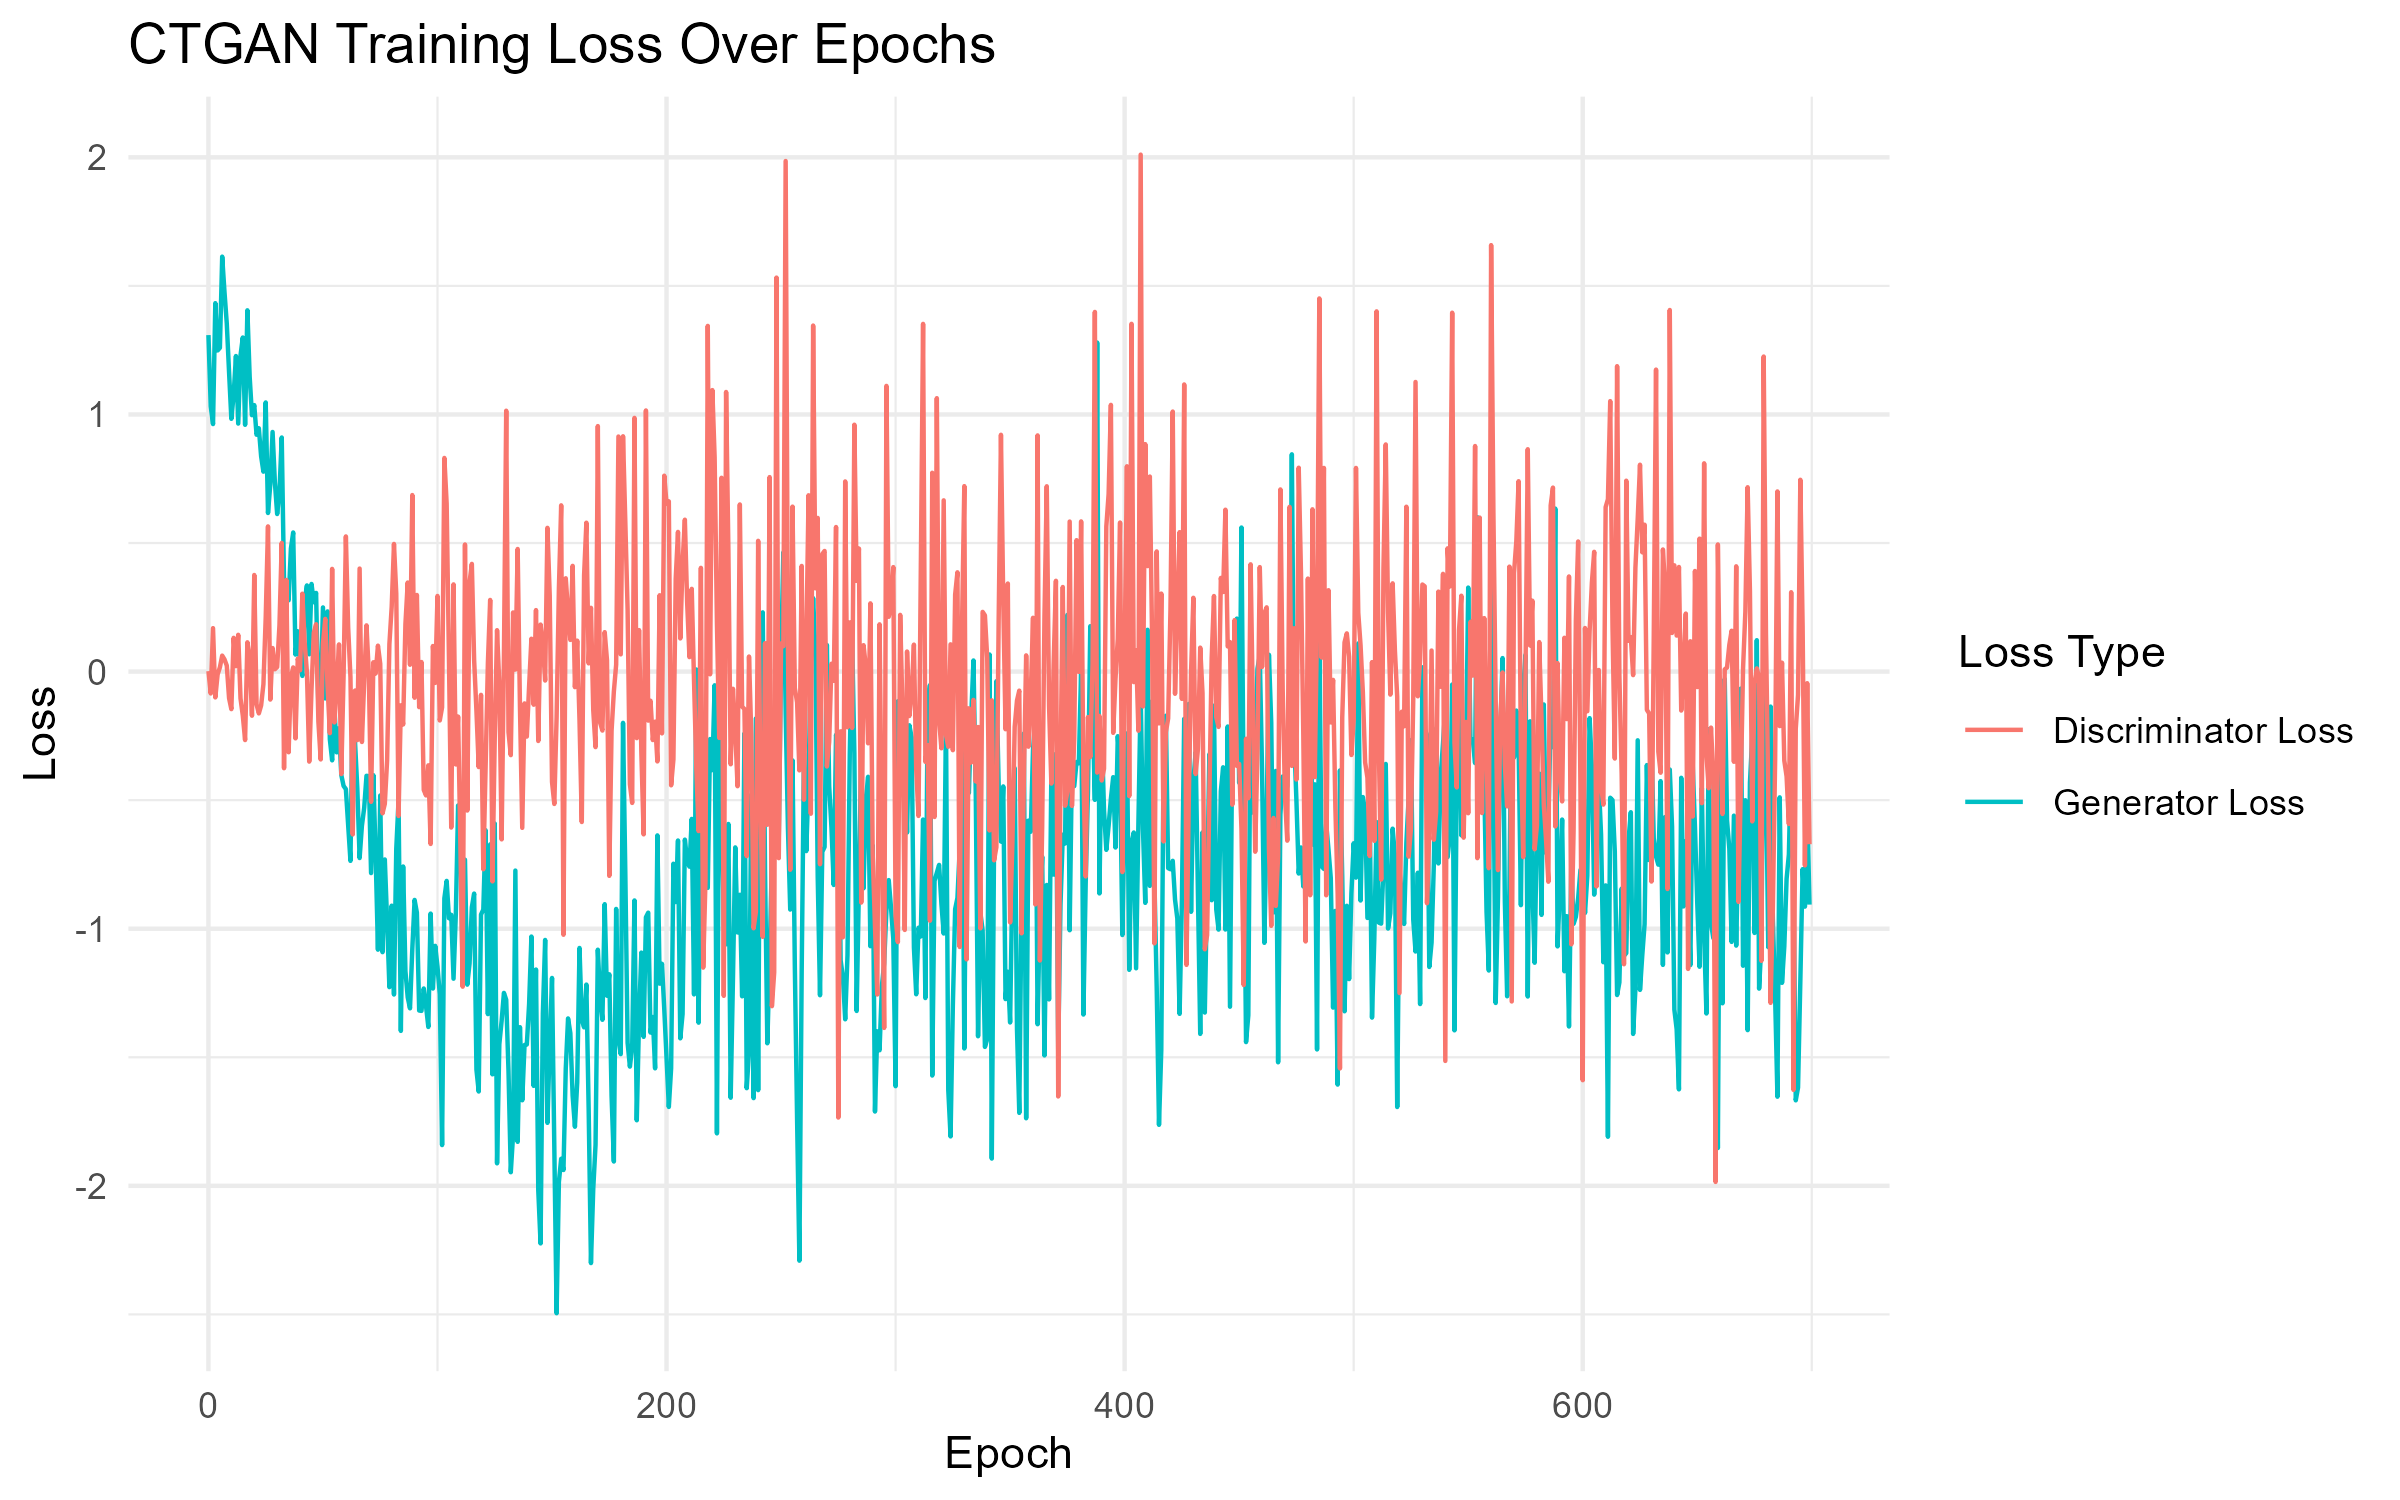 CTGAN Training Loss Over Epochs
2
1
0
-1
-2
Loss
0 200 400 600
Epoch
Loss Type
Discriminator Loss
Generator Loss